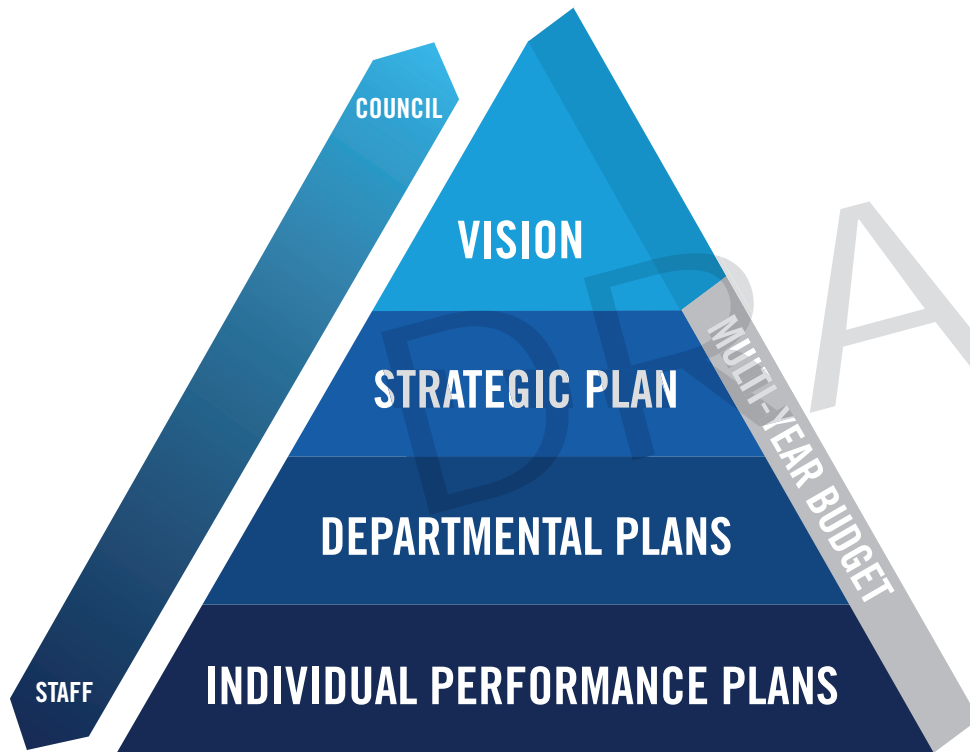 COUNCIL
VISION
STRATEGIC PLAN
MULTI-YEAR BUDGET
DEPARTMENTAL PLANS
INDIVIDUAL PERFORMANCE PLANS
STAFF
DRA